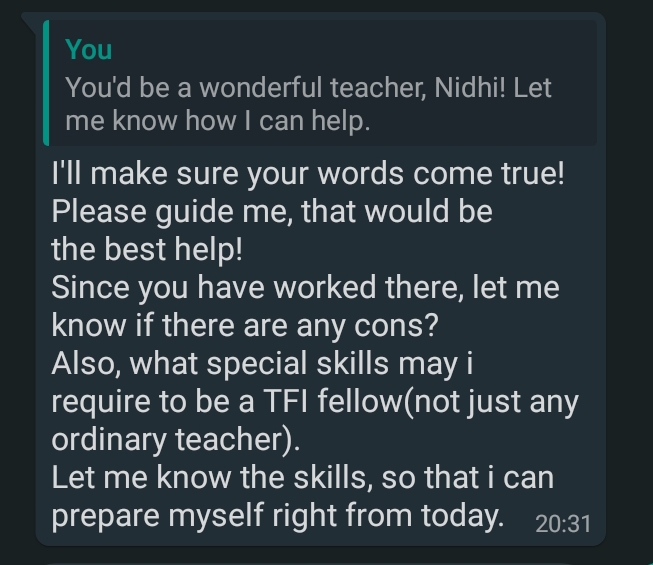 You
You'd be a wonderful teacher, Nidhi! Let
me know how I can help.
I'll make sure your words come true!
Please guide me, that would be
the best help!
Since you have worked there, let me
know if there are any cons?
Also, what special skills may i
require to be a TFI fellow(not just any
ordinary teacher).
Let me know the skills, so that i can
prepare myself right from today. 20:31